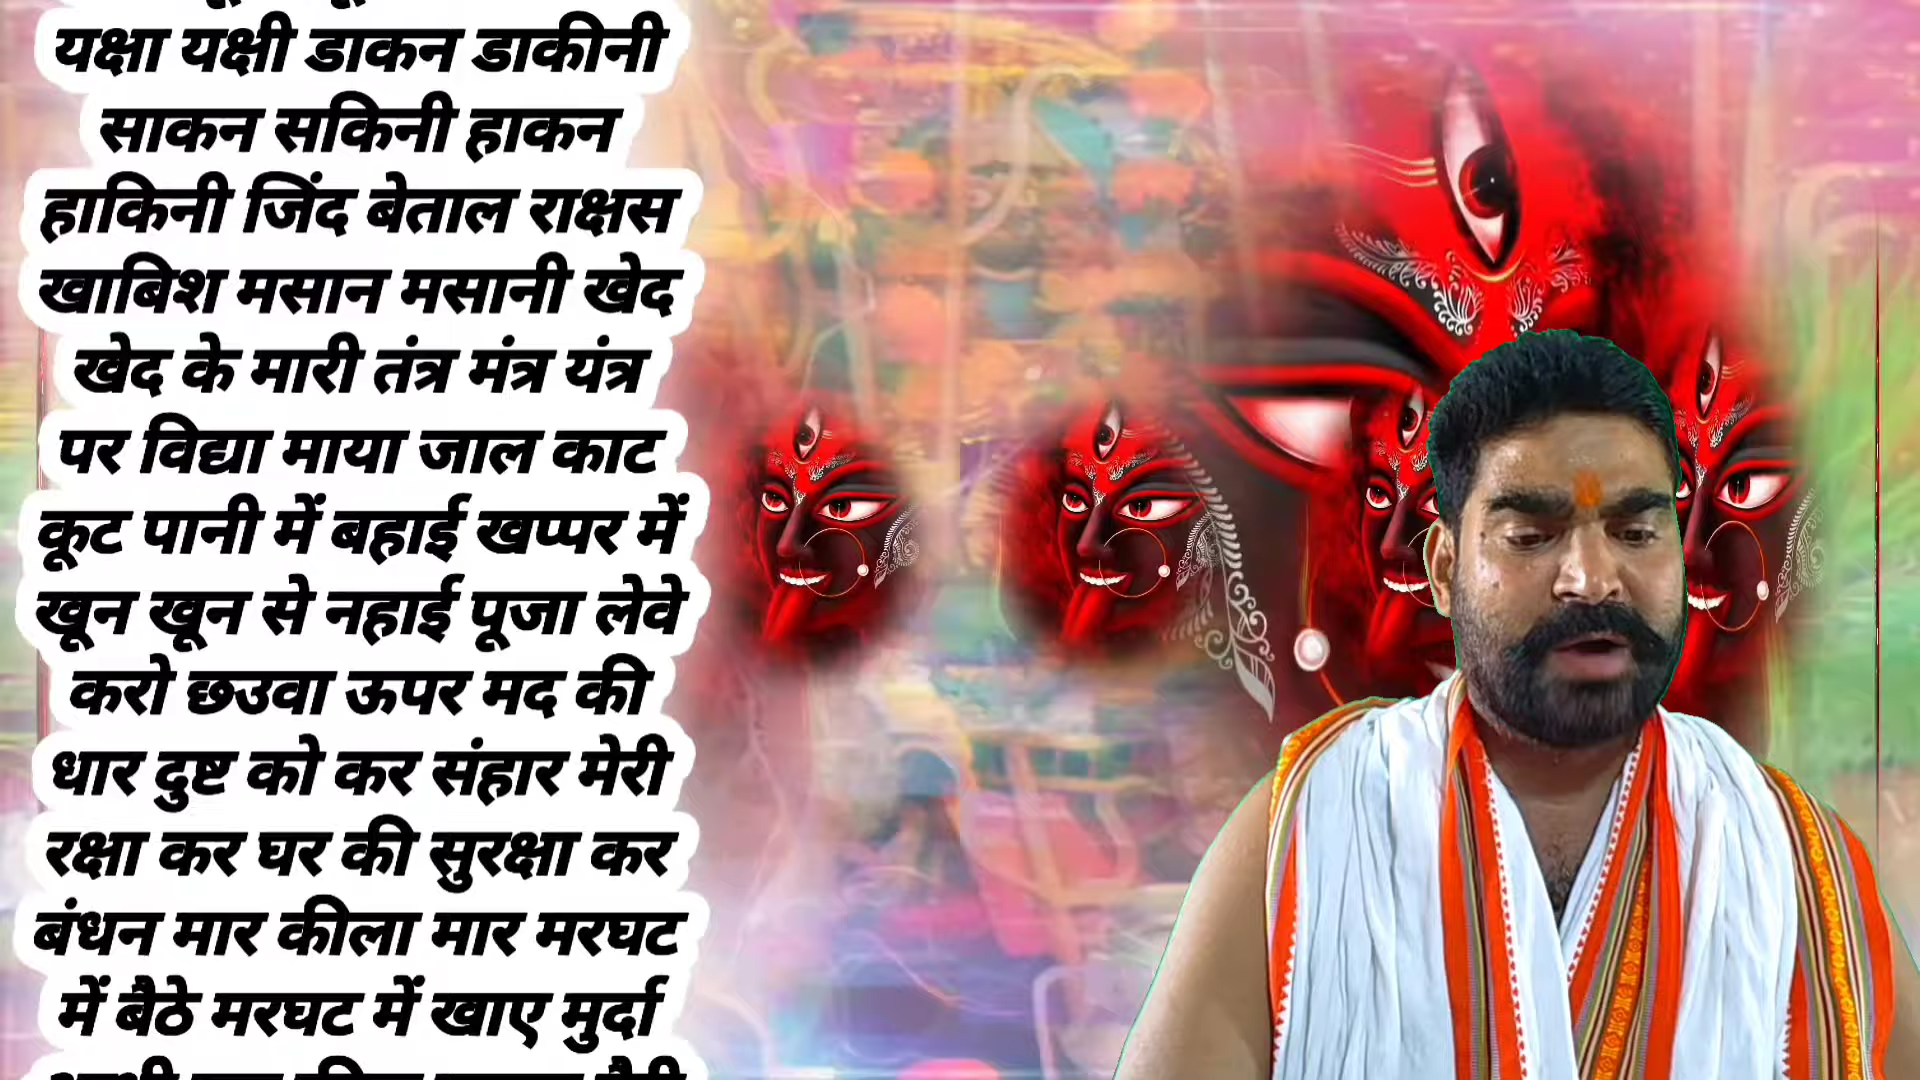 यक्षा यक्षी डाकन डाकीनी
साकन सकिनी हाकन
हाकिनी जिंद बेताल राक्षस
खाबिश मसान मसानी खेद
खेद के मारी तंत्र मंत्र यंत्र
पर विद्या माया जाल काट
कूट पानी में बहाई खप्पर में
खून खून से नहाई पूजा लेवे
करो छउवा ऊपर मद की
धार दुष्ट को कर संहार मेरी
रक्षा कर घर की सुरक्षा कर
बंधन मार कीला मार मरघट
में बैठे मरघट में खाए मुर्दा